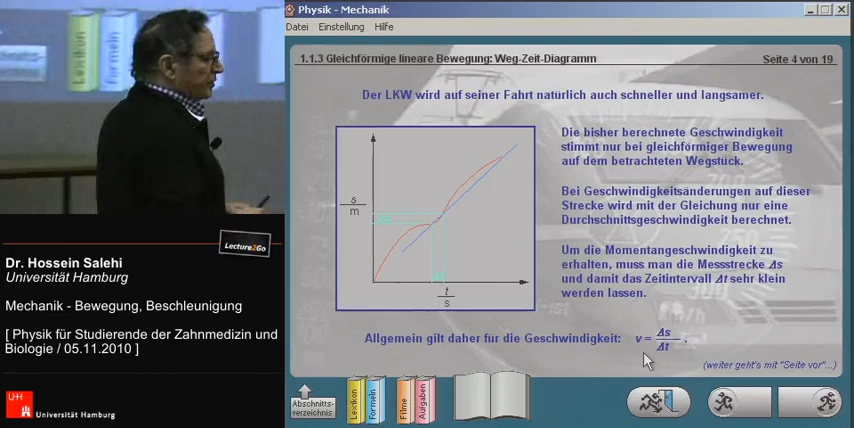 Lexikon
Formeln
Dr. Hossein Salehi
Universität Hamburg
Mechanik - Bewegung, Beschleunigung
[ Physik für Studierende der Zahnmedizin und
Biologie / 05.11.2010 ]
Lecture2Go
UH
Universität Hamburg
Physik - Mechanik
Datei Einstellung Hilfe
1.1.3 Gleichförmige lineare Bewegung: Weg-Zeit-Diagramm
Seite 4 von 19
Der LKW wird auf seiner Fahrt natürlich auch schneller und langsamer.
s
m
t
s
Die bisher berechnete Geschwindigkeit
stimmt nur bei gleichförmiger Bewegung
auf dem betrachteten Wegstück.
Bei Geschwindigkeitsänderungen auf dieser
Strecke wird mit der Gleichung nur eine
Durchschnittsgeschwindigkeit berechnet.
Um die Momentangeschwindigkeit zu
erhalten, muss man die Messstrecke Δs
und damit das Zeitintervall Δt sehr klein
werden lassen.
Allgemein gilt daher für die Geschwindigkeit: v = Δs / Δt .
(weiter geht's mit "Seite vor"...)
Abschnitts-
verzeichnis
Lexikon
Formeln
Filme
Aufgaben